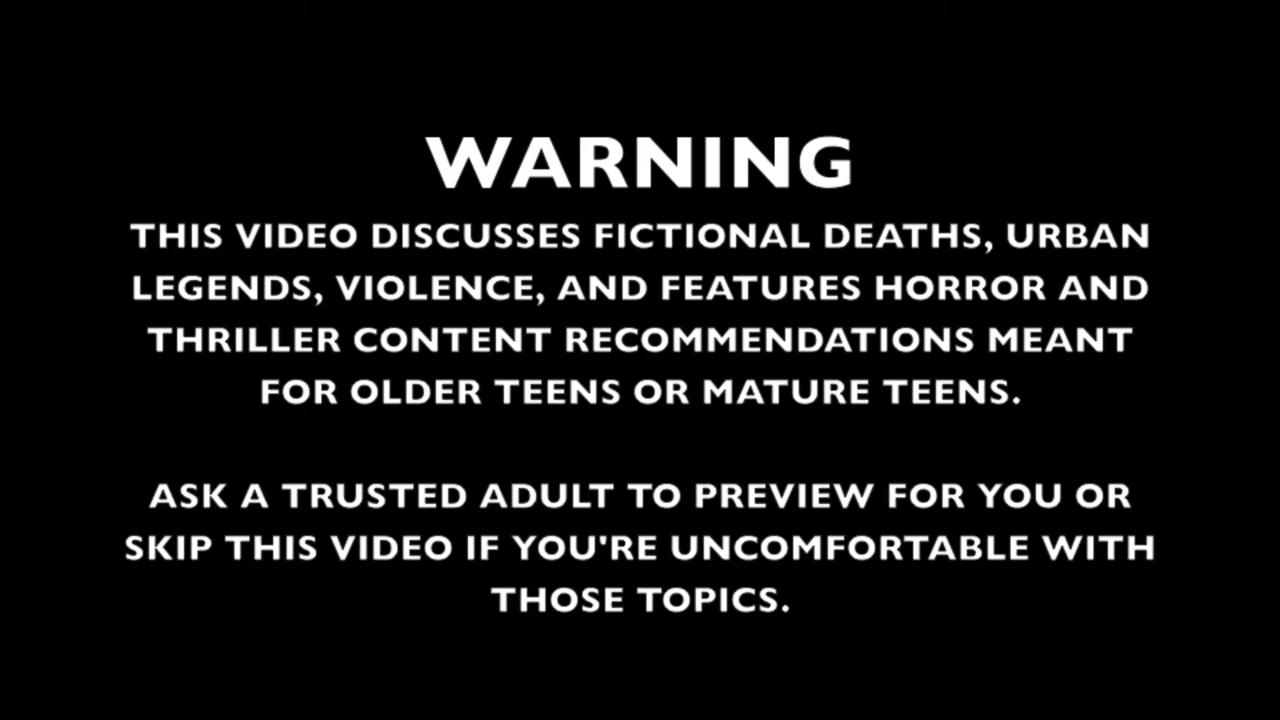 WARNING
THIS VIDEO DISCUSSES FICTIONAL DEATHS, URBAN
LEGENDS, VIOLENCE, AND FEATURES HORROR AND
THRILLER CONTENT RECOMMENDATIONS MEANT
FOR OLDER TEENS OR MATURE TEENS.
ASK A TRUSTED ADULT TO PREVIEW FOR YOU OR
SKIP THIS VIDEO IF YOU'RE UNCOMFORTABLE WITH
THOSE TOPICS.